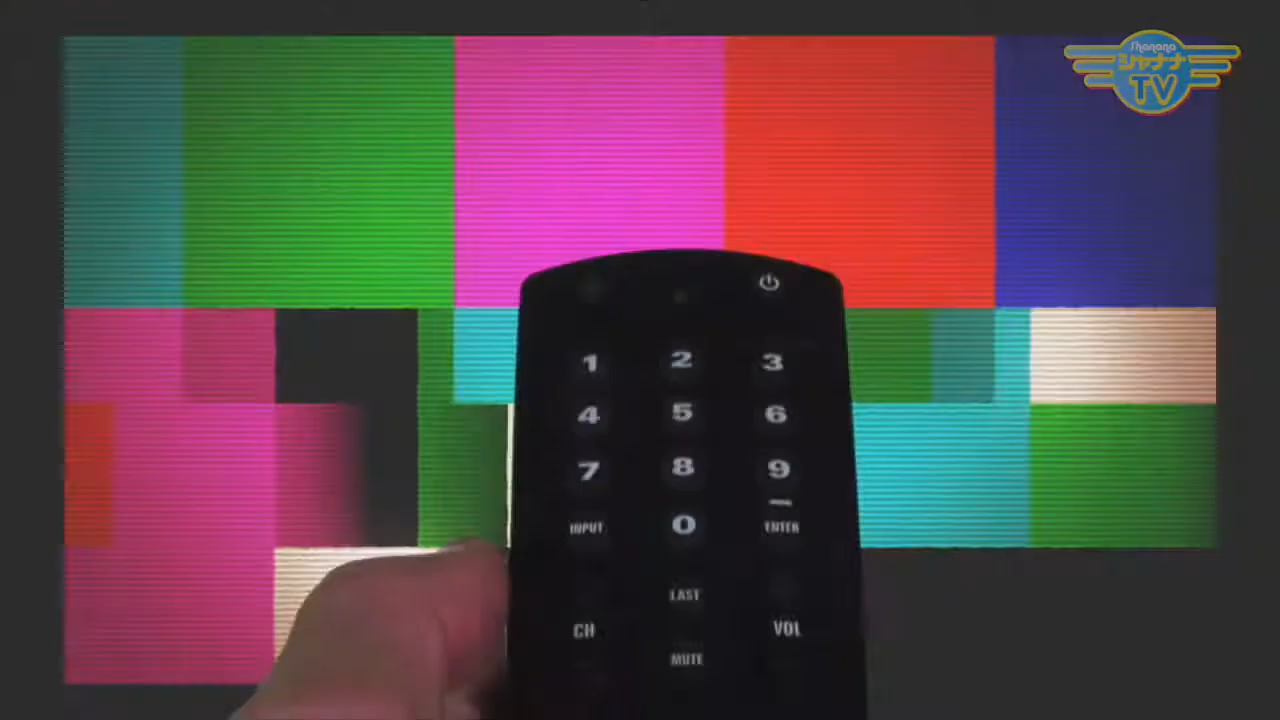 Shanana
シャナナ
TV
1 2 3
4 5 6
7 8 9
INPUT 0 ENTER
LAST
CH VOL
MUTE